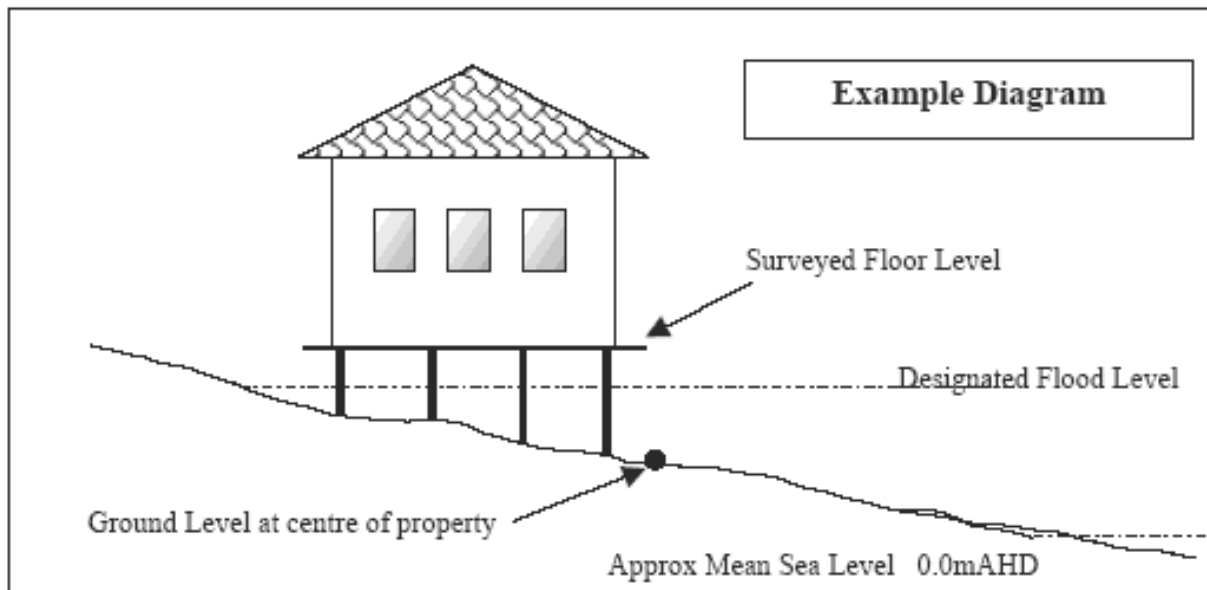 Example Diagram
Surveyed Floor Level
Designated Flood Level
Ground Level at centre of property
Approx Mean Sea Level 0.0mAHD